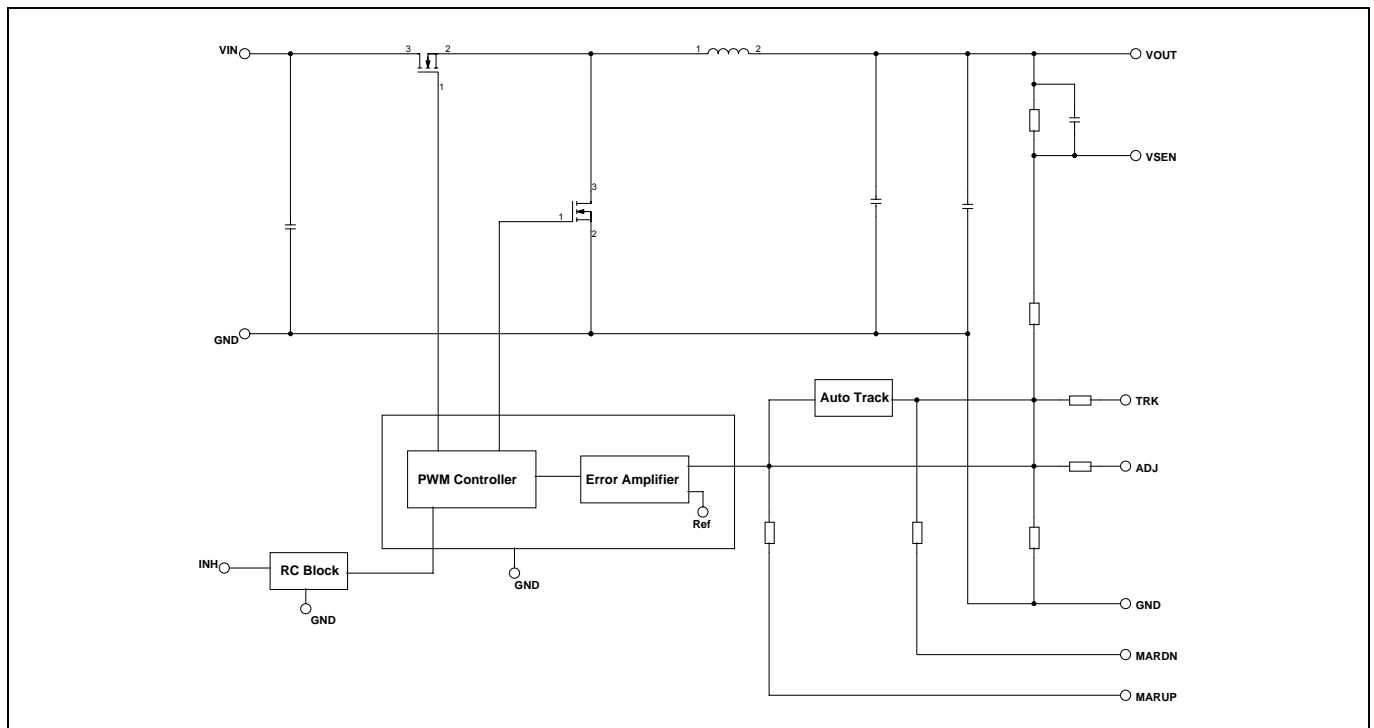 VIN
3
2
1
1
2
VOUT
VSEN
3
1
2
GND
Auto Track
TRK
PWM Controller
Error Amplifier
ADJ
Ref
INH
RC Block
GND
GND
GND
MARDN
MARUP